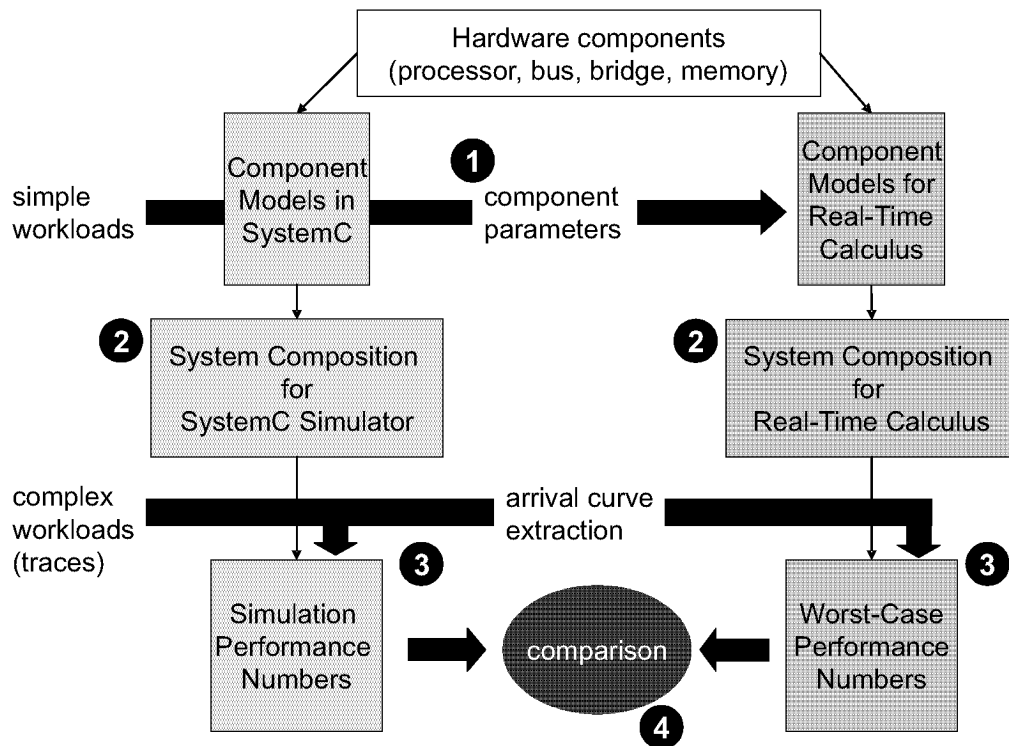 Hardware components
(processor, bus, bridge, memory)
1
simple
workloads
Component
Models in
SystemC
component
parameters
Component
Models for
Real-Time
Calculus
2
System Composition
for
SystemC Simulator
2
System Composition
for
Real-Time Calculus
complex
workloads
(traces)
arrival curve
extraction
3
3
Simulation
Performance
Numbers
comparison
Worst-Case
Performance
Numbers
4